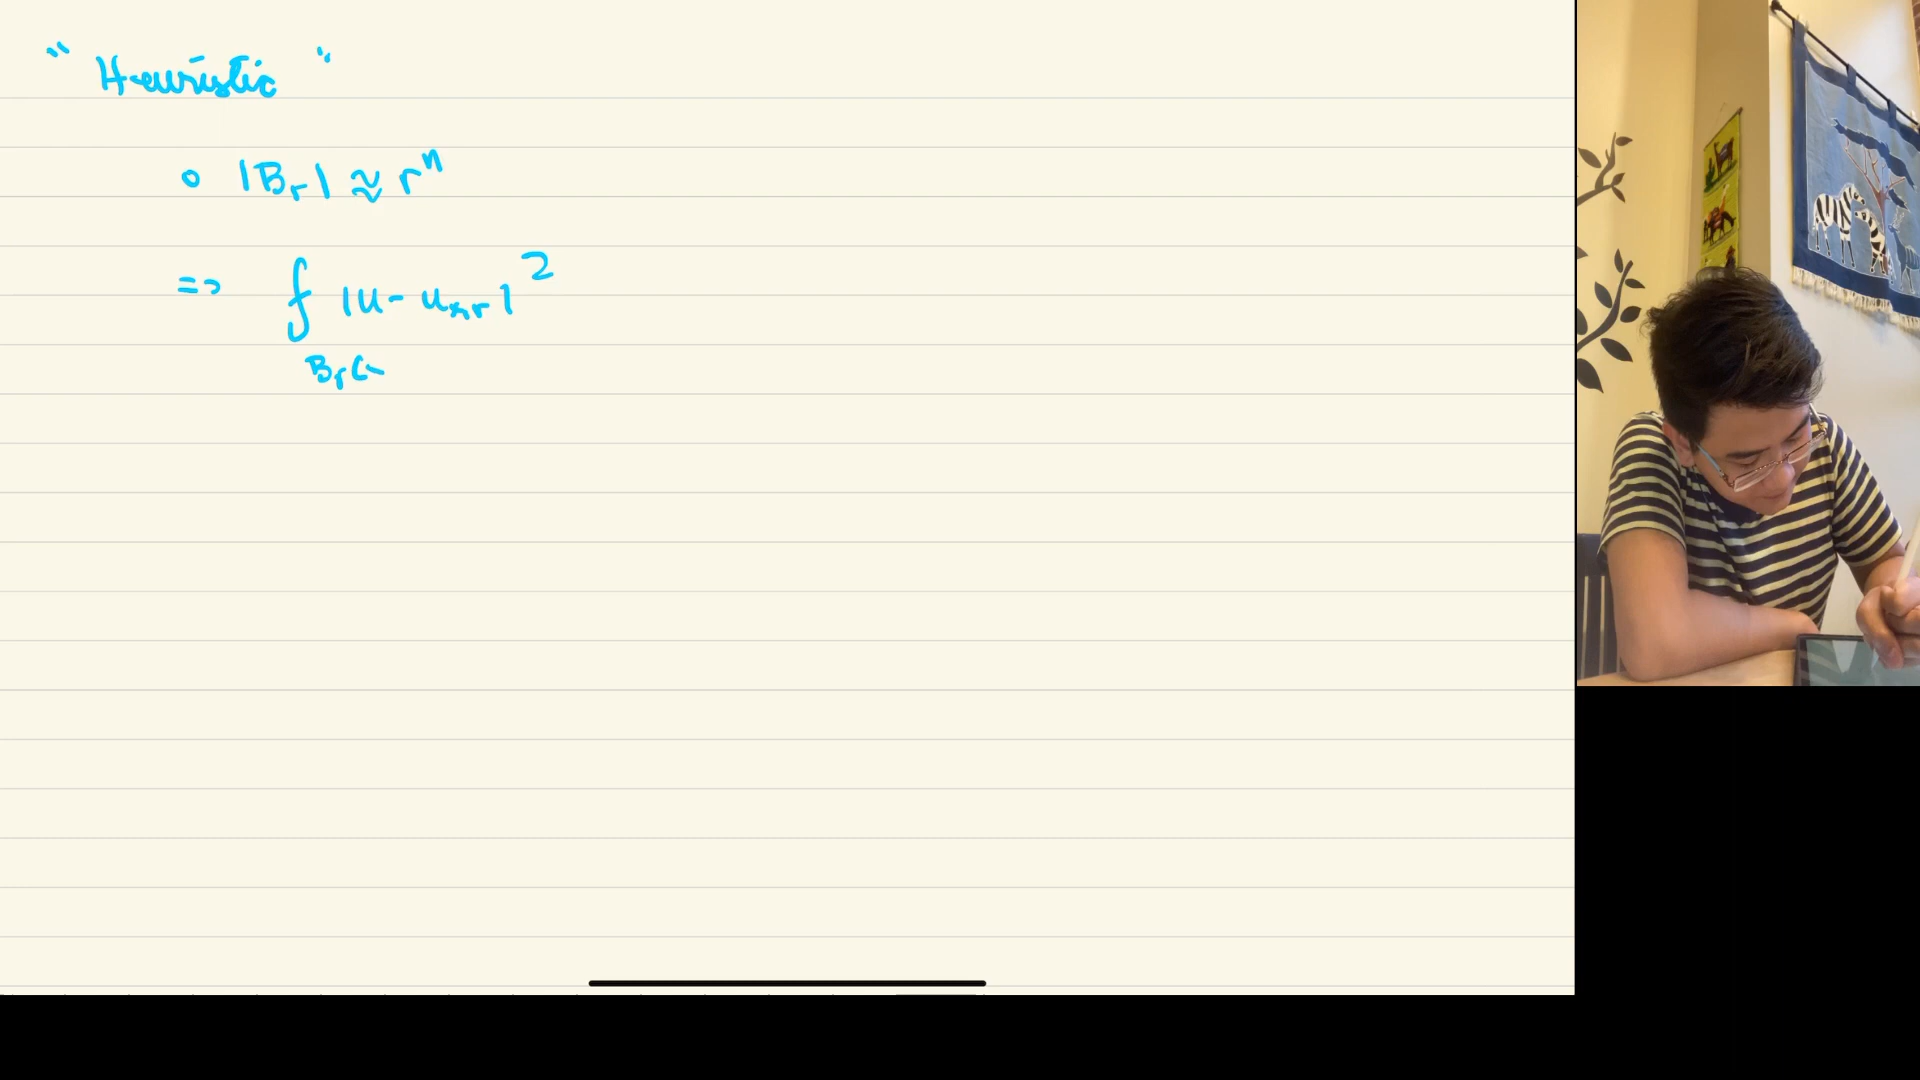 "Heuristic"
∘ |B_r| ≈ r^n
=> ⨍ |u - u_{x,r}|^2
B_r(x